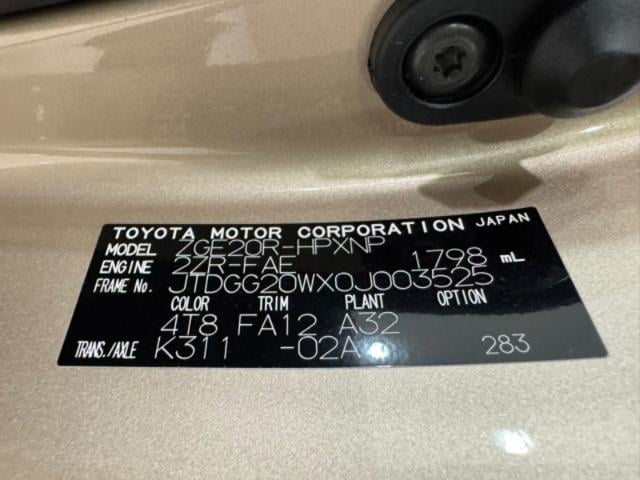 TOYOTA MOTOR CORPORATION JAPAN
MODEL ZGE20R-HPXNP
ENGINE 2ZR-FAE 1798 mL
FRAME No. JTDGG20WX0J003525
COLOR TRIM PLANT OPTION
4T8 FA12 A32
TRANS./AXLE K311 -02A 283